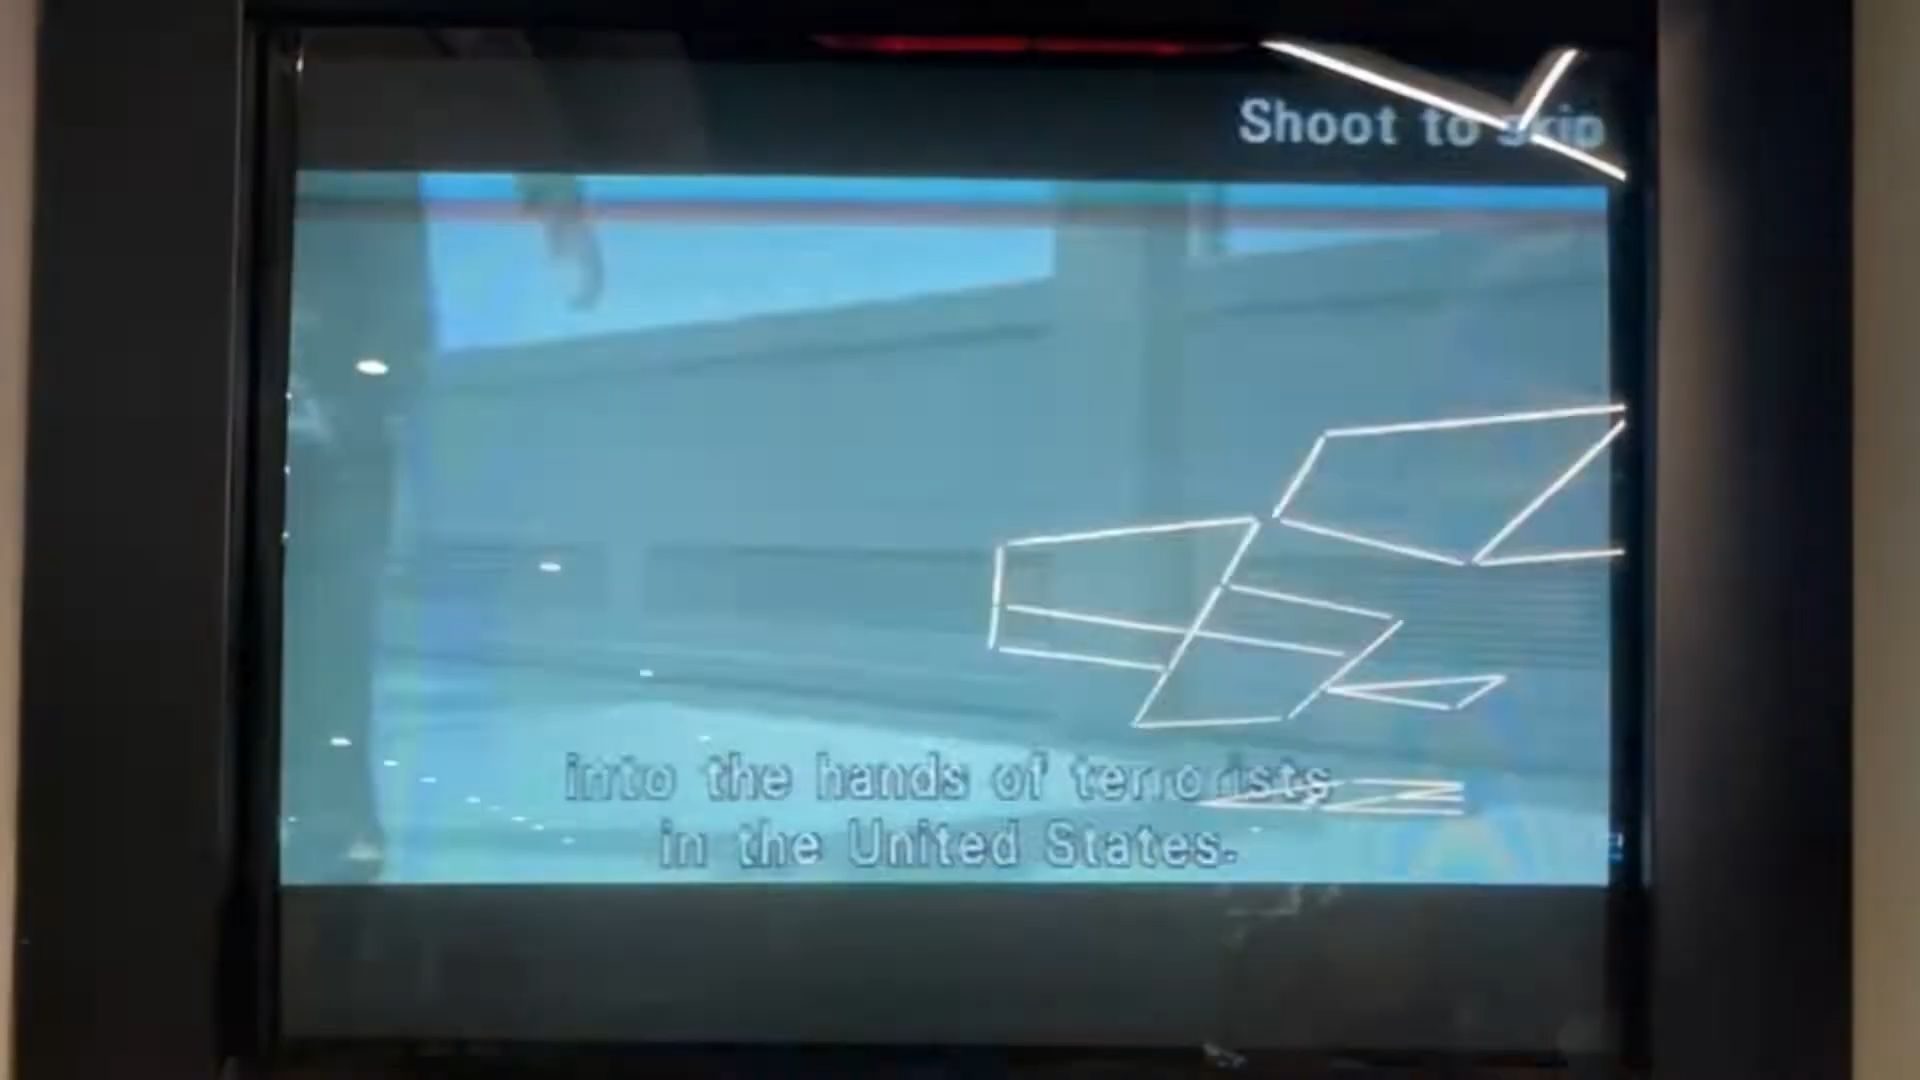 Shoot to skip
into the hands of terrorists
in the United States.